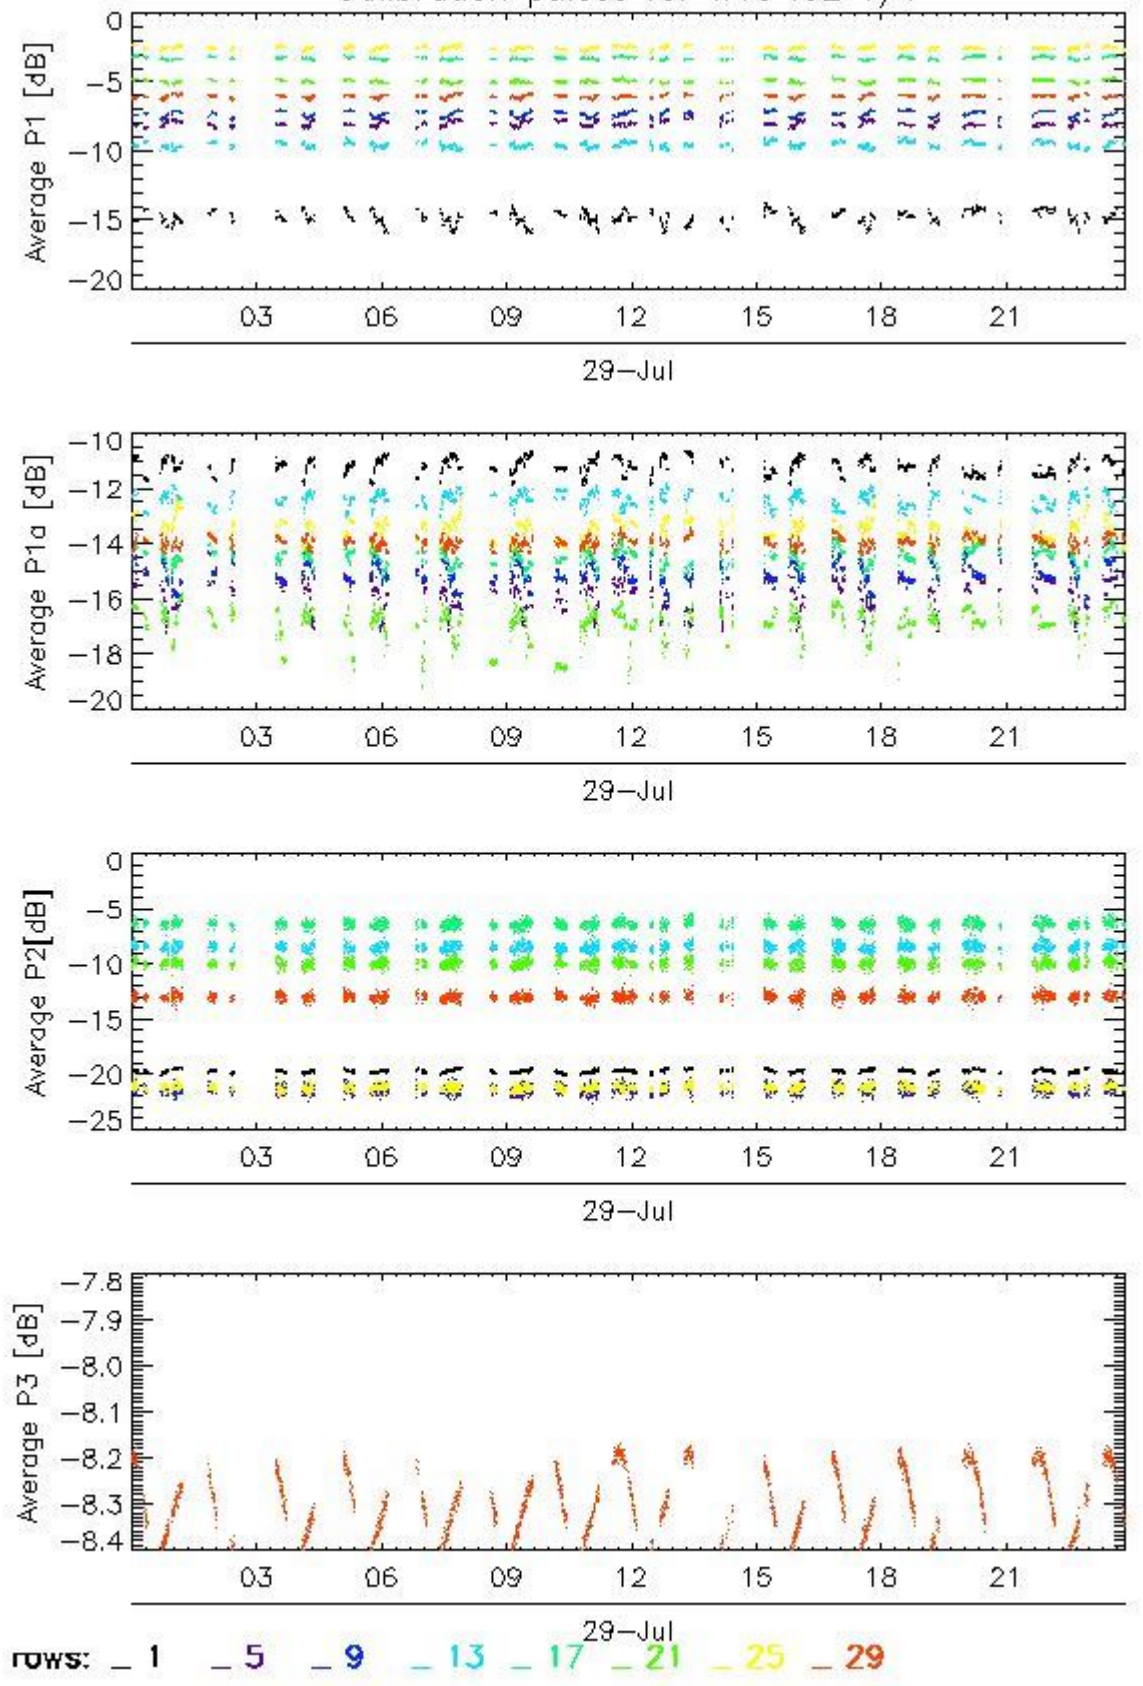 0
−5
−10
−15
−20
Average P1 [dB]
03 06 09 12 15 18 21
29−Jul
−10
−12
−14
−16
−18
−20
Average P1a [dB]
03 06 09 12 15 18 21
29−Jul
0
−5
−10
−15
−20
−25
Average P2[dB]
03 06 09 12 15 18 21
29−Jul
−7.8
−7.9
−8.0
−8.1
−8.2
−8.3
−8.4
Average P3 [dB]
03 06 09 12 15 18 21
29−Jul
rows: _ 1 _ 5 _ 9 _ 13 _ 17 _ 21 _ 25 _ 29